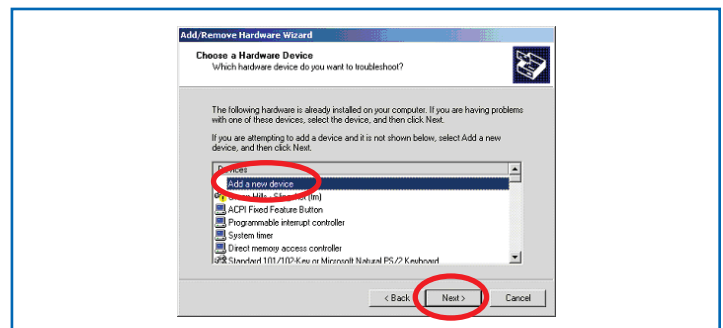 Add/Remove Hardware Wizard
Choose a Hardware Device
Which hardware device do you want to troubleshoot?
The following hardware is already installed on your computer. If you are having problems
with one of these devices, select the device, and then click Next.
If you are attempting to add a device and it is not shown below, select Add a new
device, and then click Next.
Devices
Add a new device
Green Hills - Slingshot (tm)
ACPI Fixed Feature Button
Programmable interrupt controller
System timer
Direct memory access controller
Standard 101/102-Key or Microsoft Natural PS/2 Keyboard
< Back
Next >
Cancel